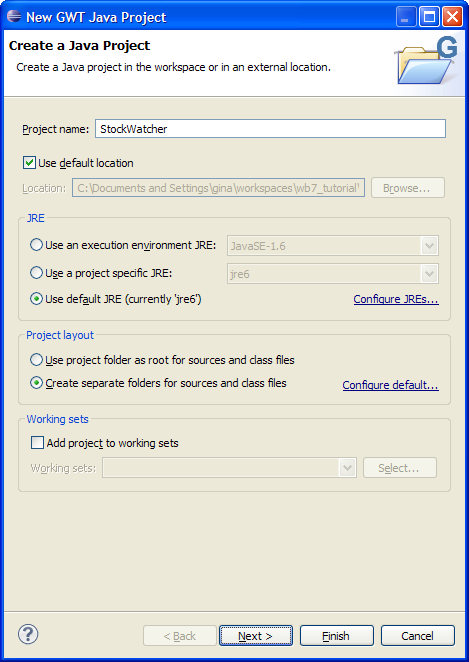 New GWT Java Project
Create a Java Project
Create a Java project in the workspace or in an external location.
G
Project name: StockWatcher
Use default location
Location: C:\Documents and Settings\gina\workspaces\wb7_tutorial\ Browse...
JRE
Use an execution environment JRE: JavaSE-1.6
Use a project specific JRE: jre6
Use default JRE (currently 'jre6') Configure JREs...
Project layout
Use project folder as root for sources and class files
Create separate folders for sources and class files Configure default...
Working sets
Add project to working sets
Working sets: Select...
? < Back Next > Finish Cancel